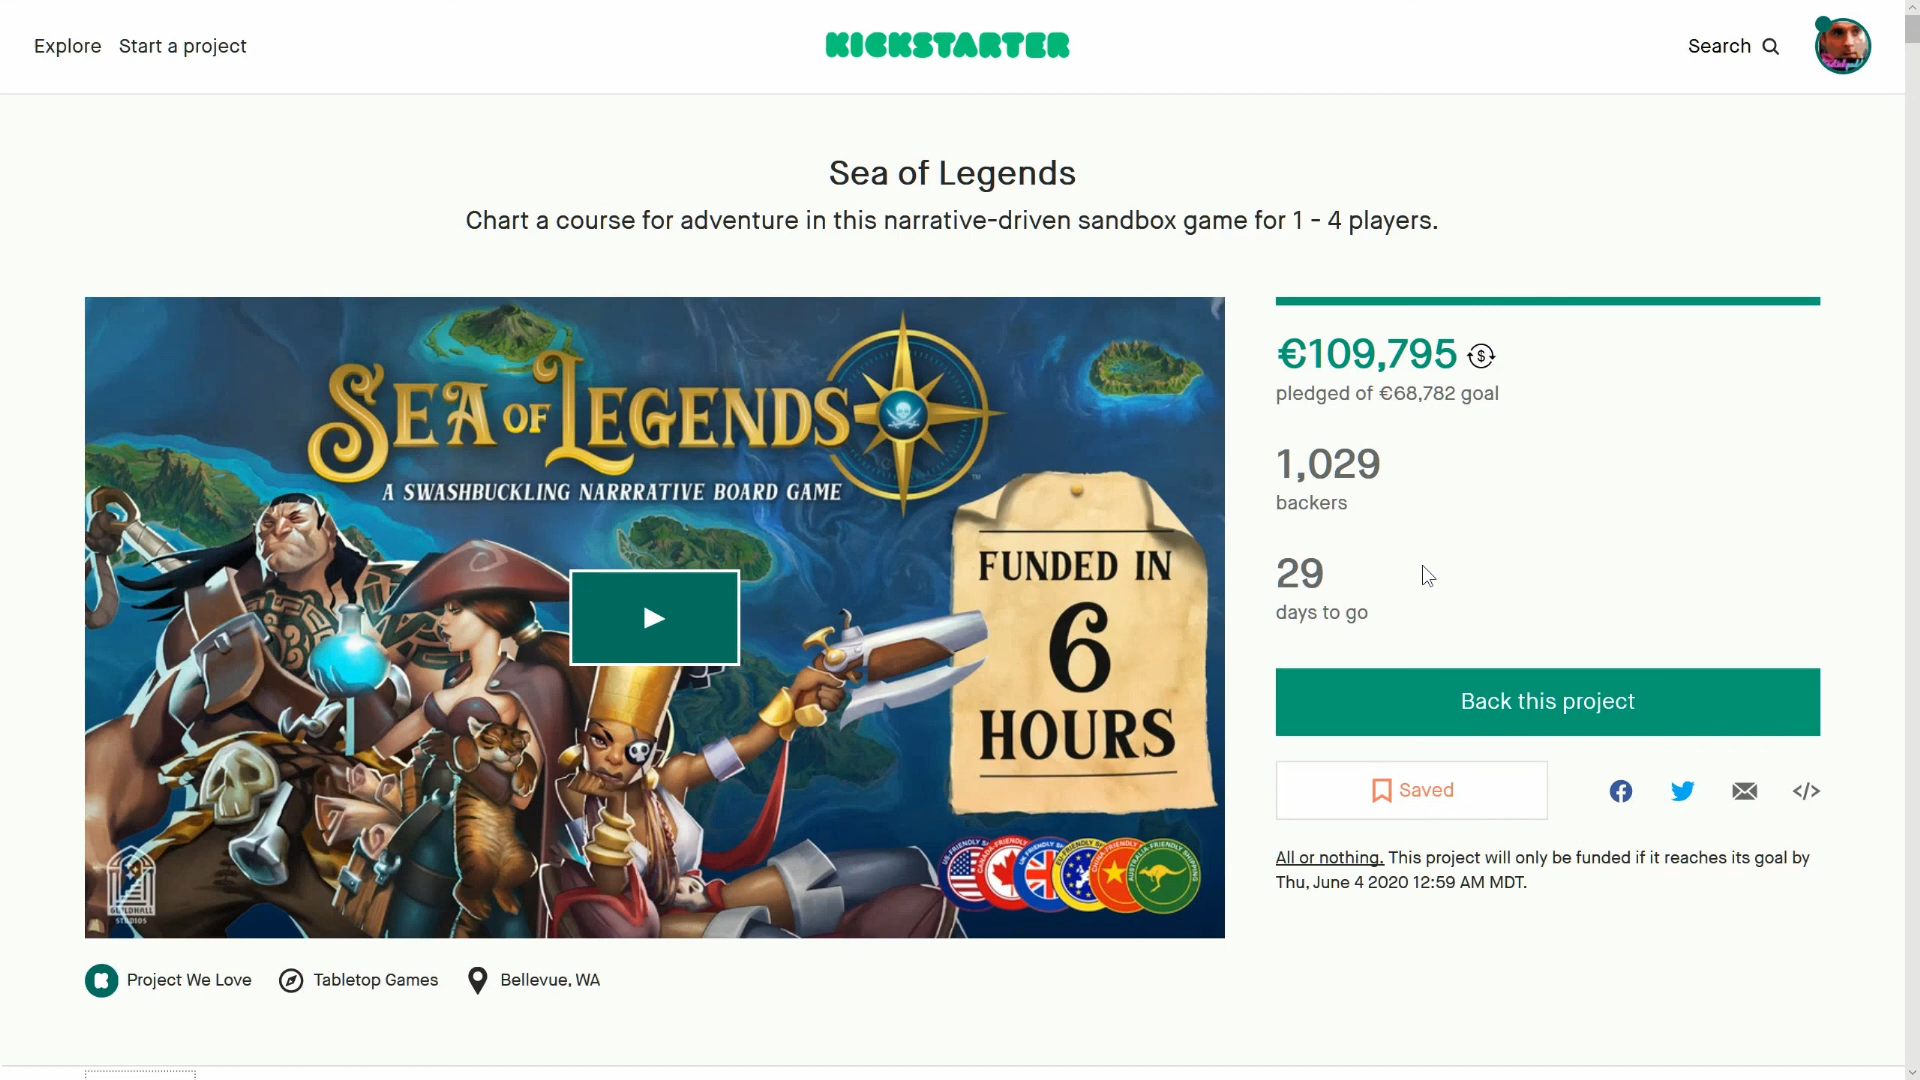 Explore Start a project
KICKSTARTER
Search
Sea of Legends
Chart a course for adventure in this narrative-driven sandbox game for 1 - 4 players.
SEA OF LEGENDS
A SWASHBUCKLING NARRRATIVE BOARD GAME
FUNDED IN
6
HOURS
GUILDHALL
STUDIOS
€109,795
pledged of €68,782 goal
1,029
backers
29
days to go
Back this project
Saved
All or nothing. This project will only be funded if it reaches its goal by
Thu, June 4 2020 12:59 AM MDT.
Project We Love Tabletop Games Bellevue, WA